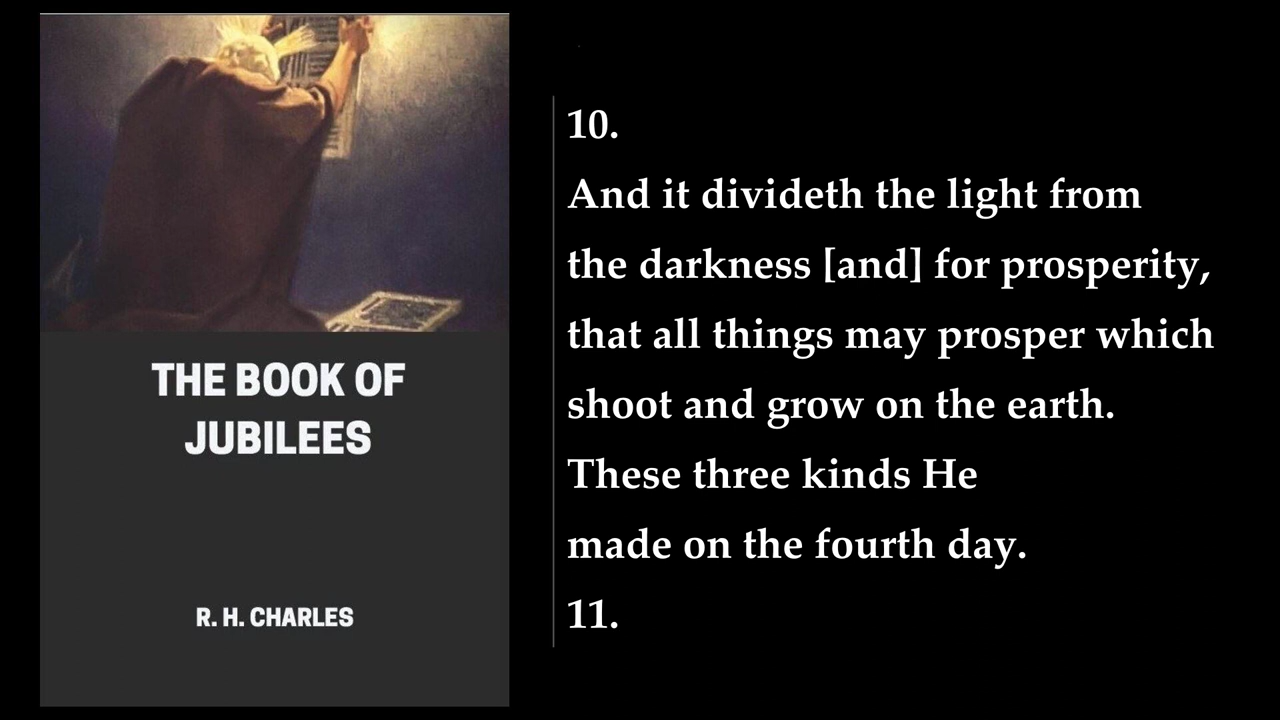 THE BOOK OF
JUBILEES
R. H. CHARLES
10.
And it divideth the light from
the darkness [and] for prosperity,
that all things may prosper which
shoot and grow on the earth.
These three kinds He
made on the fourth day.
11.